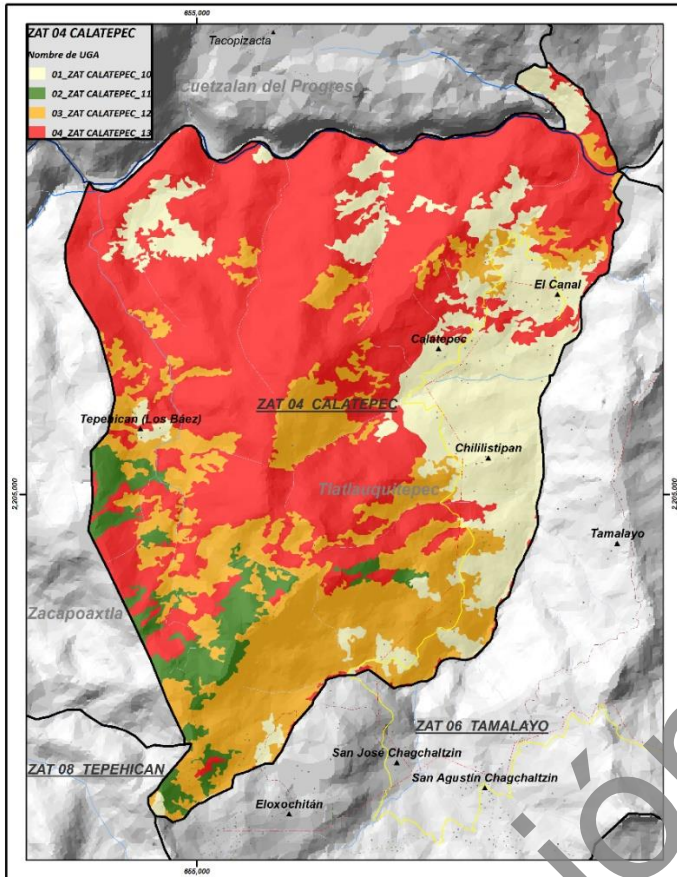 655,000
ZAT 04 CALATEPEC
Nombre de UGA
01_ZAT CALATEPEC_10
02_ZAT CALATEPEC_11
03_ZAT CALATEPEC_12
04_ZAT CALATEPEC_13
Tacopizacta
Cuetzalan del Progreso
El Canal
Calatepec
ZAT 04 CALATEPEC
Tepehican (Los Báez)
Chililistipan
Tlatlauquitepec
2,205,000
2,205,000
Tamalayo
Zacapoaxtla
ZAT 06 TAMALAYO
San José Chagchaltzin
ZAT 08 TEPEHICAN
San Agustín Chagchaltzin
Eloxochitán
655,000